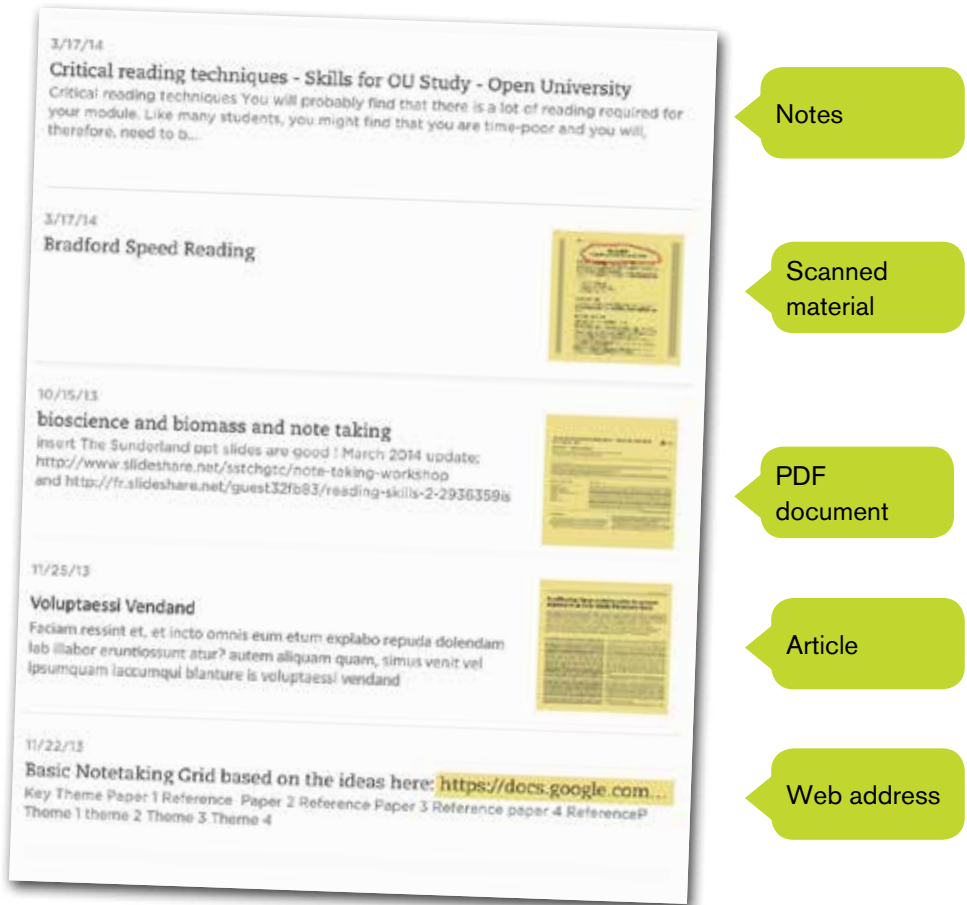 3/17/14
Critical reading techniques - Skills for OU Study - Open University
Critical reading techniques You will probably find that there is a lot of reading required for
your module. Like many students, you might find that you are time-poor and you will,
therefore, need to b...
Notes
3/17/14
Bradford Speed Reading
Scanned
material
10/15/13
bioscience and biomass and note taking
insert The Sunderland ppt slides are good ! March 2014 update;
http://www.slideshare.net/sstchgtc/note-taking-workshop
and http://fr.slideshare.net/guest32fb83/reading-skills-2-2936359is
PDF
document
11/25/13
Voluptaessi Vendand
Faciam ressint et, et incto omnis eum etum explabo repuda dolendam
lab illabor eruntiossunt atur? autem aliquam quam, simus venit vel
ipsumquam laccumqui blanture is voluptaessi vendand
Article
11/22/13
Basic Notetaking Grid based on the ideas here: https://docs.google.com...
Key Theme Paper 1 Reference Paper 2 Reference Paper 3 Reference paper 4 ReferenceP
Theme 1 theme 2 Theme 3 Theme 4
Web address